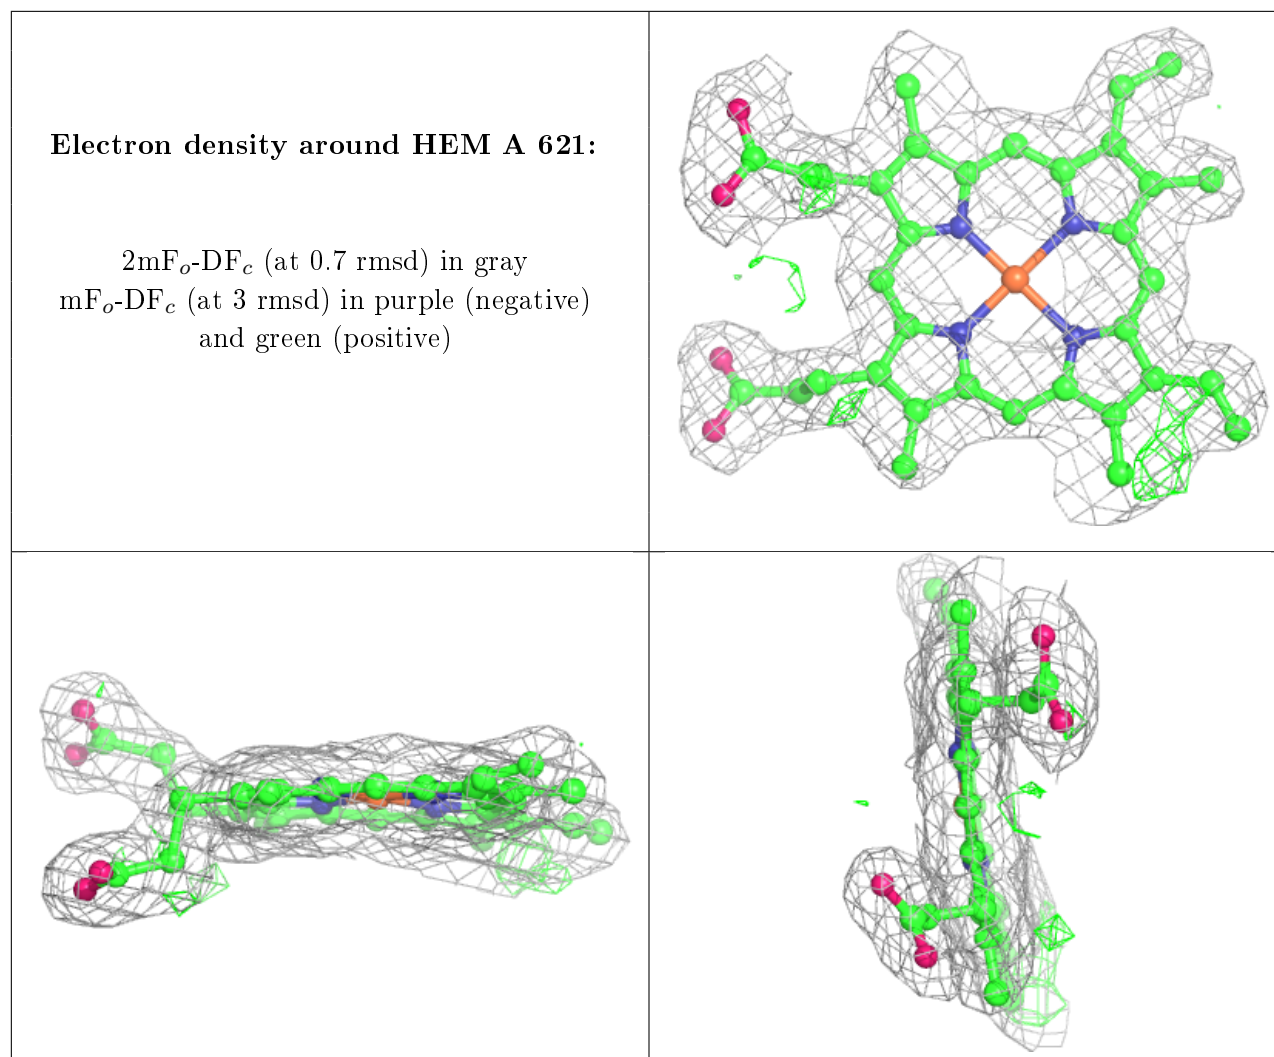 Electron density around HEM A 621:
2mFₒ-DF𝒸 (at 0.7 rmsd) in gray
mFₒ-DF𝒸 (at 3 rmsd) in purple (negative)
and green (positive)